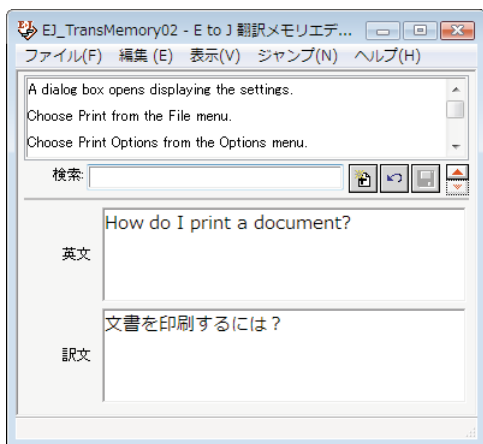 EJ_TransMemory02 - E to J 翻訳メモリエデ...
ファイル(F) 編集(E) 表示(V) ジャンプ(N) ヘルプ(H)
A dialog box opens displaying the settings.
Choose Print from the File menu.
Choose Print Options from the Options menu.
検索:
How do I print a document?
英文
文書を印刷するには？
訳文